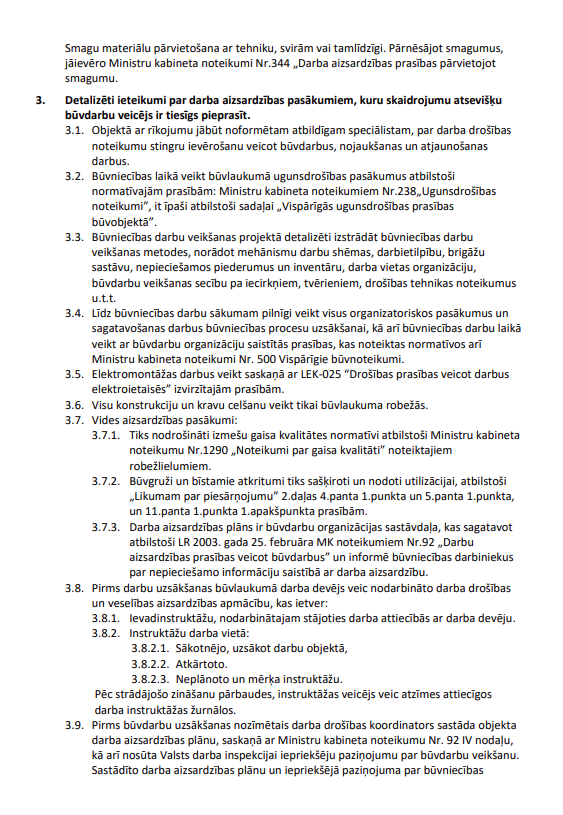 Smagu materiālu pārvietošana ar tehniku, svirām vai tamlīdzīgi. Pārnēsājot smagumus,
jāievēro Ministru kabineta noteikumi Nr.344 „Darba aizsardzības prasības pārvietojot
smagumu.
3. Detalizēti ieteikumi par darba aizsardzības pasākumiem, kuru skaidrojumu atsevišķu
būvdarbu veicējs ir tiesīgs pieprasīt.
3.1. Objektā ar rīkojumu jābūt noformētam atbildīgam speciālistam, par darba drošības
noteikumu stingru ievērošanu veicot būvdarbus, nojaukšanas un atjaunošanas
darbus.
3.2. Būvniecības laikā veikt būvlaukumā ugunsdrošības pasākumus atbilstoši
normatīvajām prasībām: Ministru kabineta noteikumiem Nr.238„Ugunsdrošības
noteikumi”, it īpaši atbilstoši sadaļai „Vispārīgās ugunsdrošības prasības
būvobjektā”.
3.3. Būvniecības darbu veikšanas projektā detalizēti izstrādāt būvniecības darbu
veikšanas metodes, norādot mehānismu darbu shēmas, darbietilpību, brigāžu
sastāvu, nepieciešamos piederumus un inventāru, darba vietas organizāciju,
būvdarbu veikšanas secību pa iecirkņiem, tvērieniem, drošības tehnikas noteikumus
u.t.t.
3.4. Līdz būvniecības darbu sākumam pilnīgi veikt visus organizatoriskos pasākumus un
sagatavošanas darbus būvniecības procesu uzsākšanai, kā arī būvniecības darbu laikā
veikt ar būvdarbu organizāciju saistītās prasības, kas noteiktas normatīvos arī
Ministru kabineta noteikumi Nr. 500 Vispārīgie būvnoteikumi.
3.5. Elektromontāžas darbus veikt saskaņā ar LEK-025 “Drošības prasības veicot darbus
elektroietaisēs” izvirzītajām prasībām.
3.6. Visu konstrukciju un kravu celšanu veikt tikai būvlaukuma robežās.
3.7. Vides aizsardzības pasākumi:
3.7.1. Tiks nodrošināti izmešu gaisa kvalitātes normatīvi atbilstoši Ministru kabineta
noteikumu Nr.1290 „Noteikumi par gaisa kvalitāti” noteiktajiem
robežlielumiem.
3.7.2. Būvgruži un bīstamie atkritumi tiks sašķiroti un nodoti utilizācijai, atbilstoši
„Likumam par piesārņojumu” 2.daļas 4.panta 1.punkta un 5.panta 1.punkta,
un 11.panta 1.punkta 1.apakšpunkta prasībām.
3.7.3. Darba aizsardzības plāns ir būvdarbu organizācijas sastāvdaļa, kas sagatavot
atbilstoši LR 2003. gada 25. februāra MK noteikumiem Nr.92 „Darbu
aizsardzības prasības veicot būvdarbus” un informē būvniecības darbiniekus
par nepieciešamo informāciju saistībā ar darba aizsardzību.
3.8. Pirms darbu uzsākšanas būvlaukumā darba devējs veic nodarbināto darba drošības
un veselības aizsardzības apmācību, kas ietver:
3.8.1. Ievadinstruktāžu, nodarbinātajam stājoties darba attiecībās ar darba devēju.
3.8.2. Instruktāžu darba vietā:
3.8.2.1. Sākotnējo, uzsākot darbu objektā,
3.8.2.2. Atkārtoto.
3.8.2.3. Neplānoto un mērķa instruktāžu.
Pēc strādājošo zināšanu pārbaudes, instruktāžas veicējs veic atzīmes attiecīgos
darba instruktāžas žurnālos.
3.9. Pirms būvdarbu uzsākšanas nozīmētais darba drošības koordinators sastāda objekta
darba aizsardzības plānu, saskaņā ar Ministru kabineta noteikumu Nr. 92 IV nodaļu,
kā arī nosūta Valsts darba inspekcijai iepriekšēju paziņojumu par būvdarbu veikšanu.
Sastādīto darba aizsardzības plānu un iepriekšējā paziņojuma par būvniecības